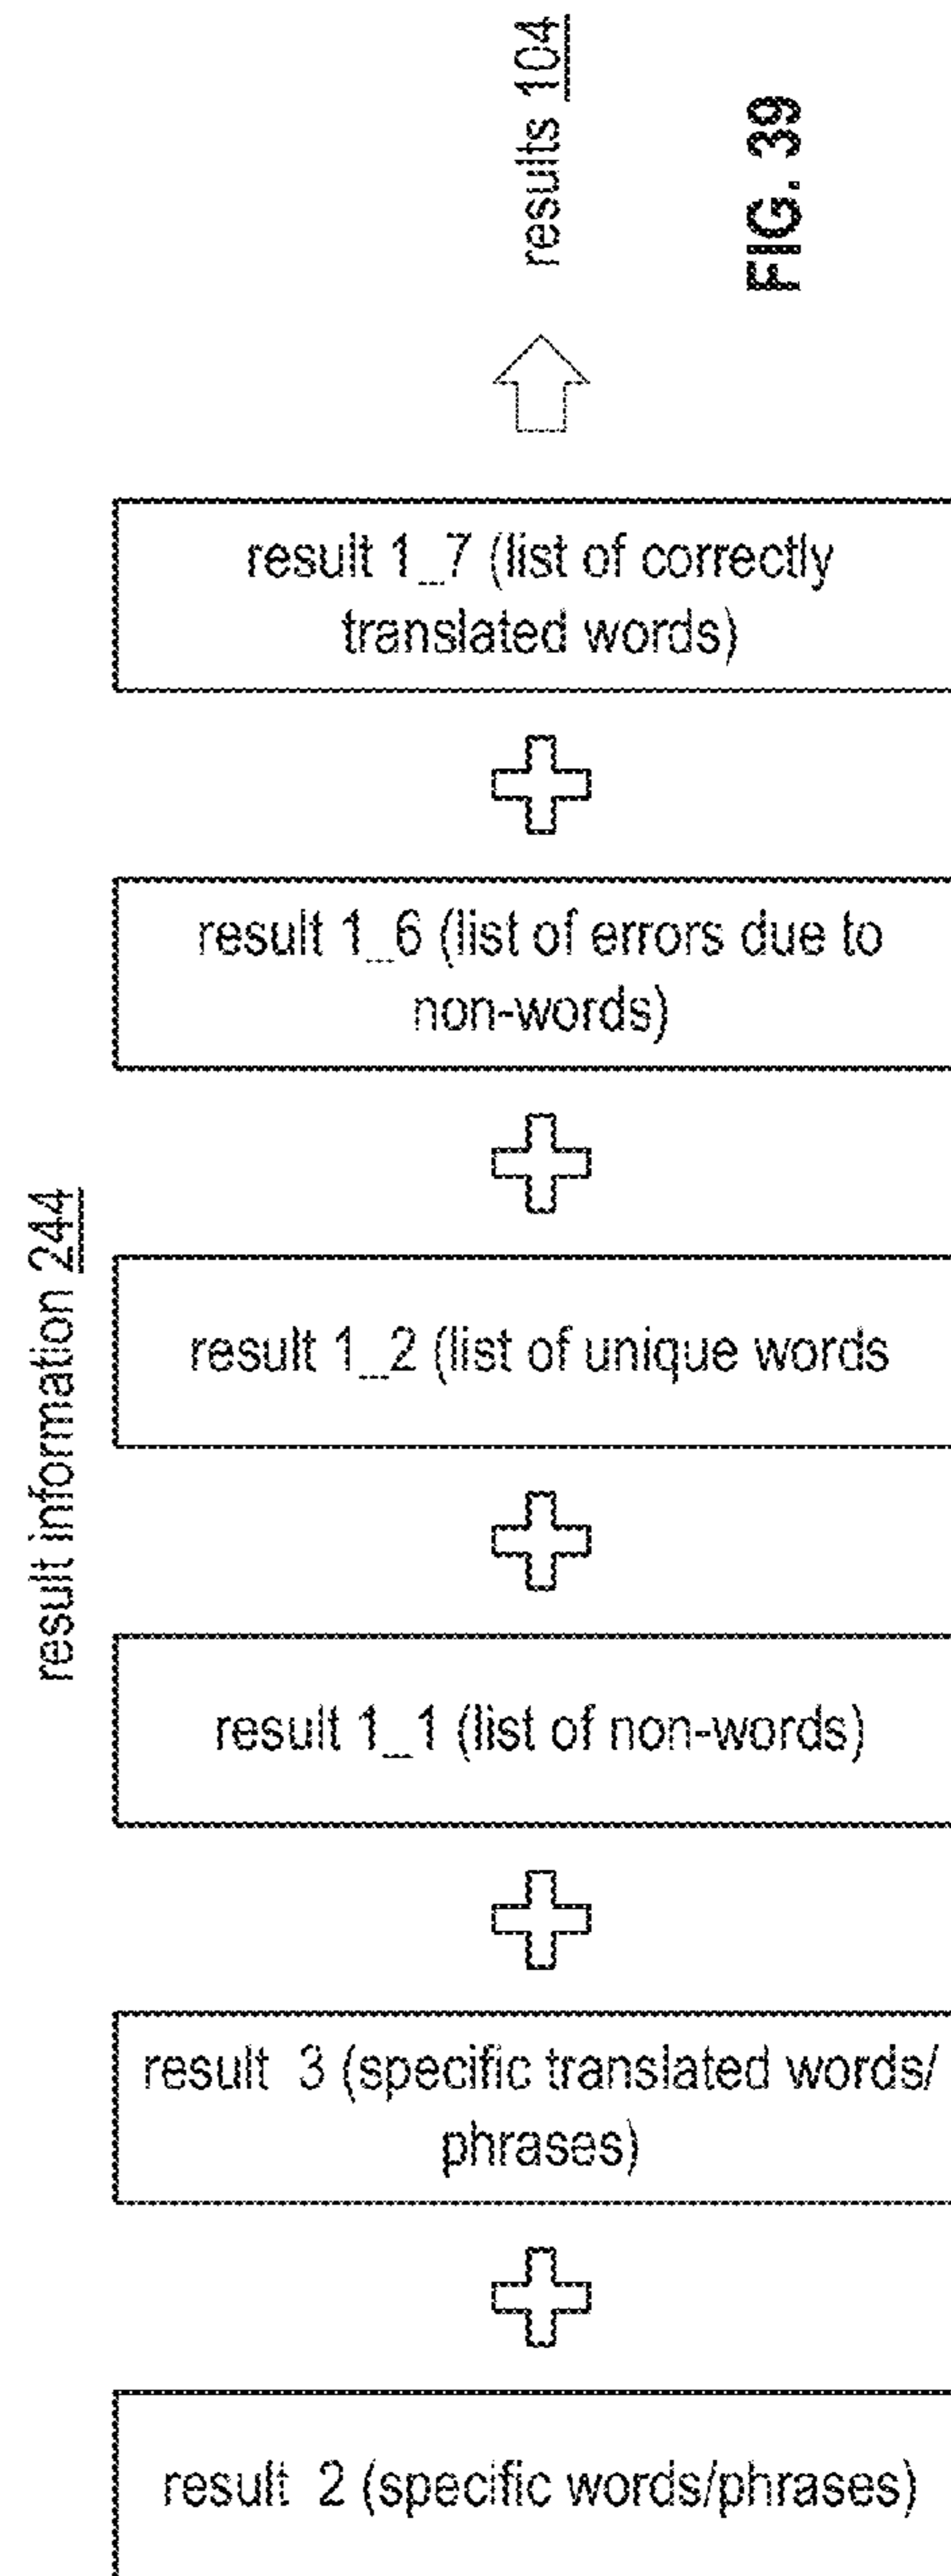 results 104
FIG. 39
result 1_7 (list of correctly
translated words)
result 1_6 (list of errors due to
non-words)
result information 244
result 1_2 (list of unique words
result 1_1 (list of non-words)
result 3 (specific translated words/
phrases)
result 2 (specific words/phrases)